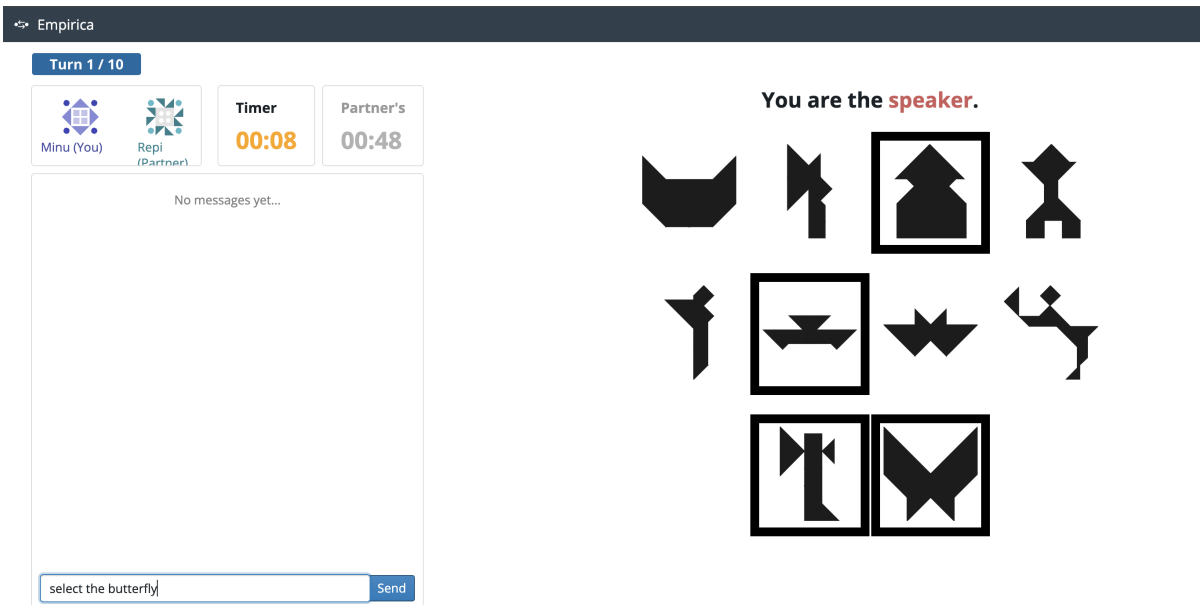 Empirica
Turn 1 / 10
Minu (You)
Repi
(Partner)
Timer
00:08
Partner's
00:48
No messages yet...
select the butterfly
Send
You are the speaker.